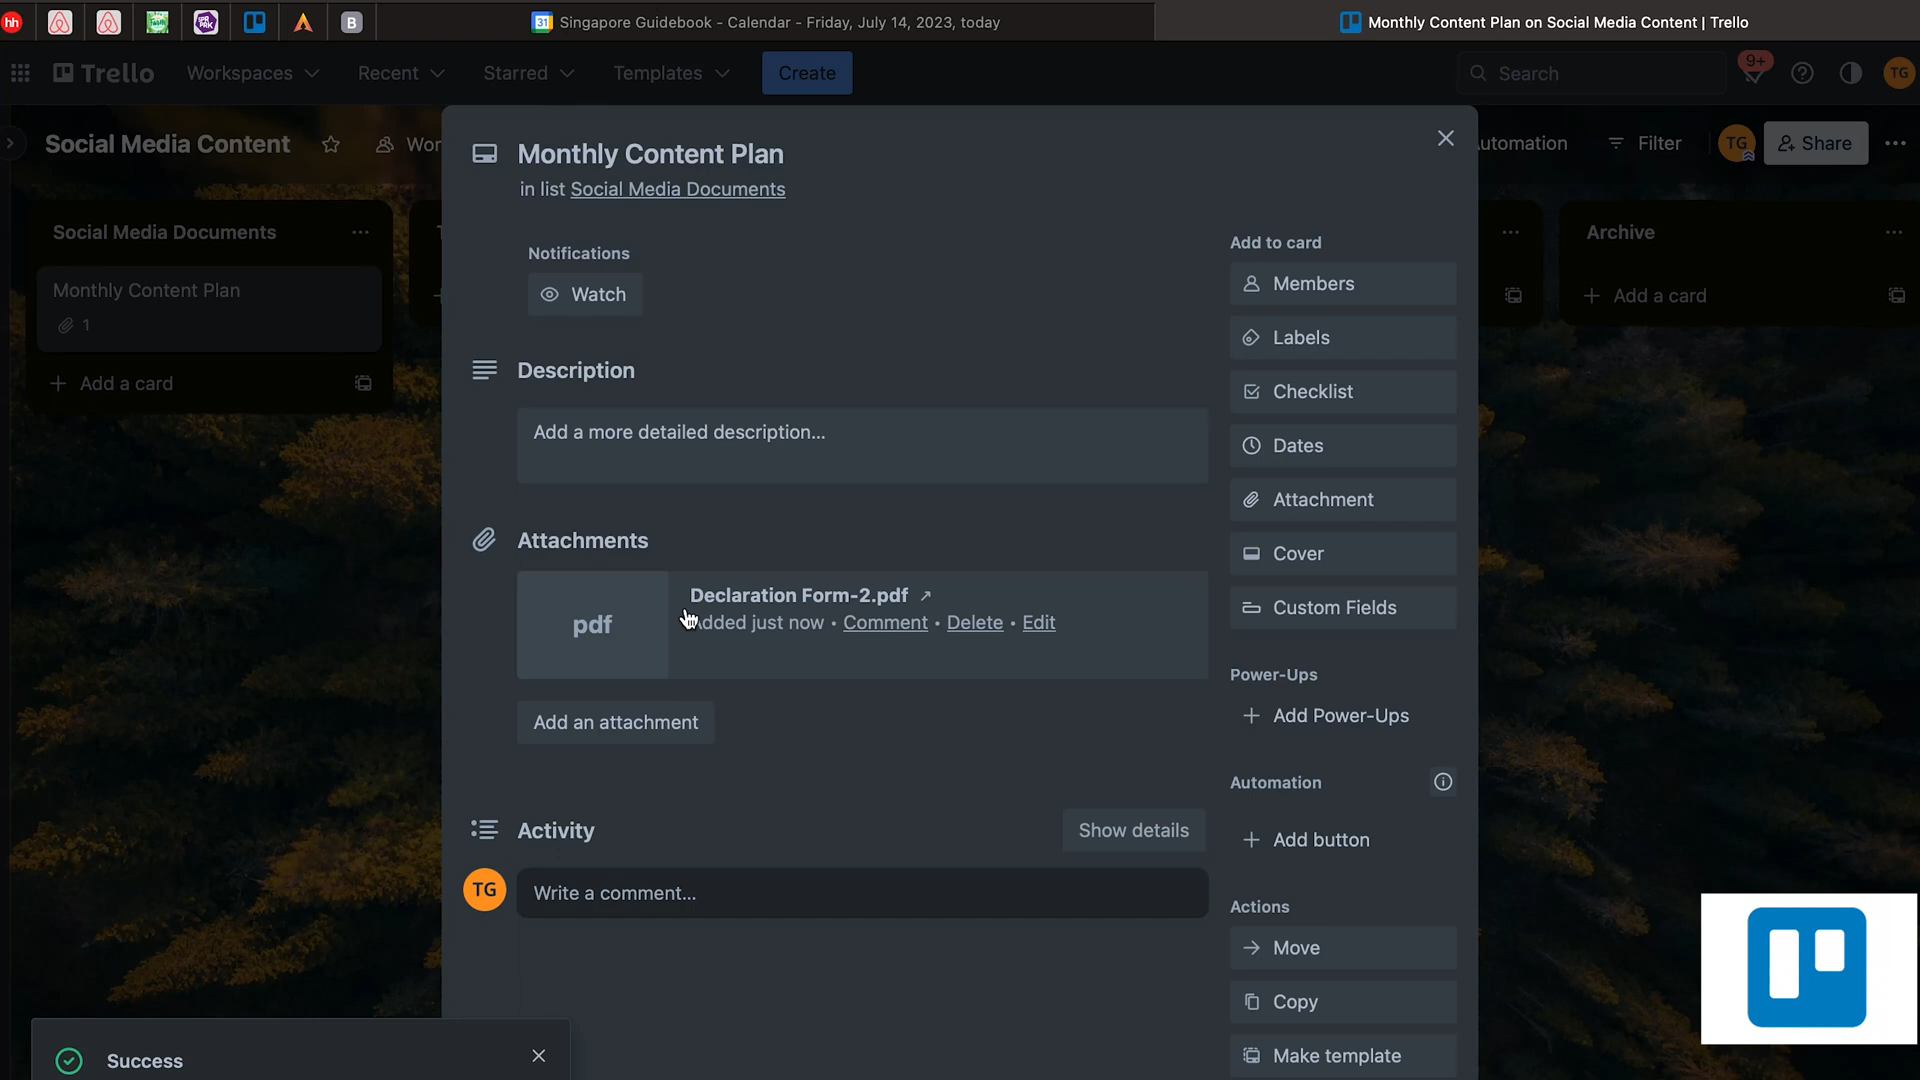 hh
SPR
PRK
B
31 Singapore Guidebook - Calendar - Friday, July 14, 2023, today
Monthly Content Plan on Social Media Content | Trello
Trello
Workspaces
Recent
Starred
Templates
Create
Search
9+
TG
Social Media Content
Wor
utomation
Filter
TG
Share
Social Media Documents
Monthly Content Plan
1
+ Add a card
Archive
+ Add a card
Monthly Content Plan
in list Social Media Documents
Notifications
Watch
Description
Add a more detailed description...
Attachments
pdf
Declaration Form-2.pdf ↗
dded just now • Comment • Delete • Edit
Add an attachment
Activity
Show details
TG
Write a comment...
Add to card
Members
Labels
Checklist
Dates
Attachment
Cover
Custom Fields
Power-Ups
+ Add Power-Ups
Automation
+ Add button
Actions
→ Move
Copy
Make template
Success